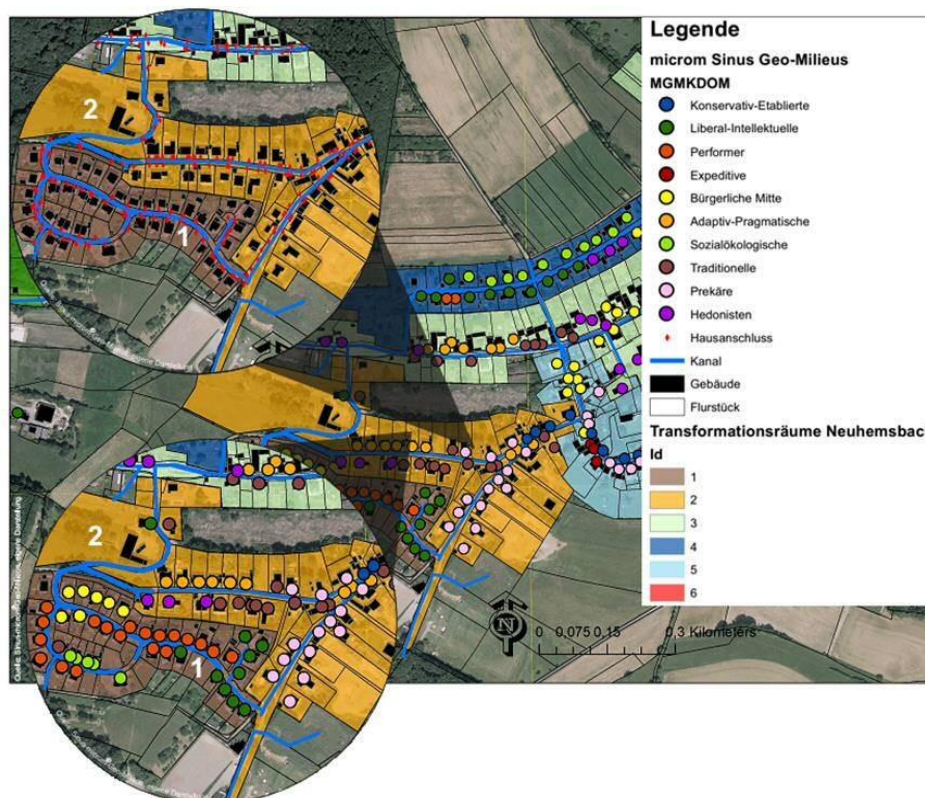 Legende
microm Sinus Geo-Milieus
MGMKDOM
Konservativ-Etablierte
Liberal-Intellektuelle
Performer
Expeditive
Bürgerliche Mitte
Adaptiv-Pragmatische
Sozialökologische
Traditionelle
Prekäre
Hedonisten
Hausanschluss
Kanal
Gebäude
Flurstück
Transformationsräume Neuhemsbach
Id
1
2
3
4
5
6
2
1
2
1
N
0 0,075 0,15 0,3 Kilometers